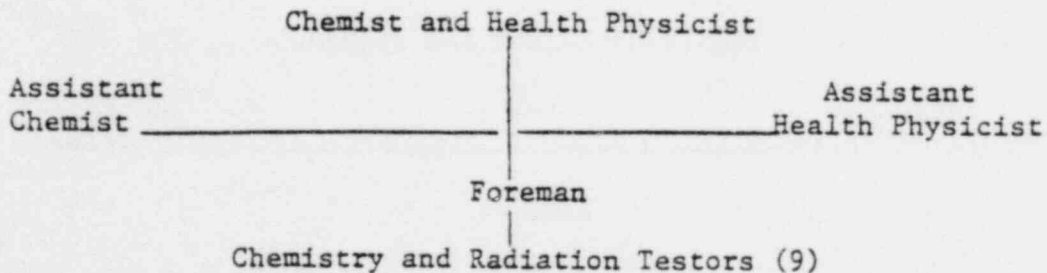 Chemist and Health Physicist
Assistant
Chemist
Assistant
Health Physicist
Foreman
Chemistry and Radiation Testors (9)